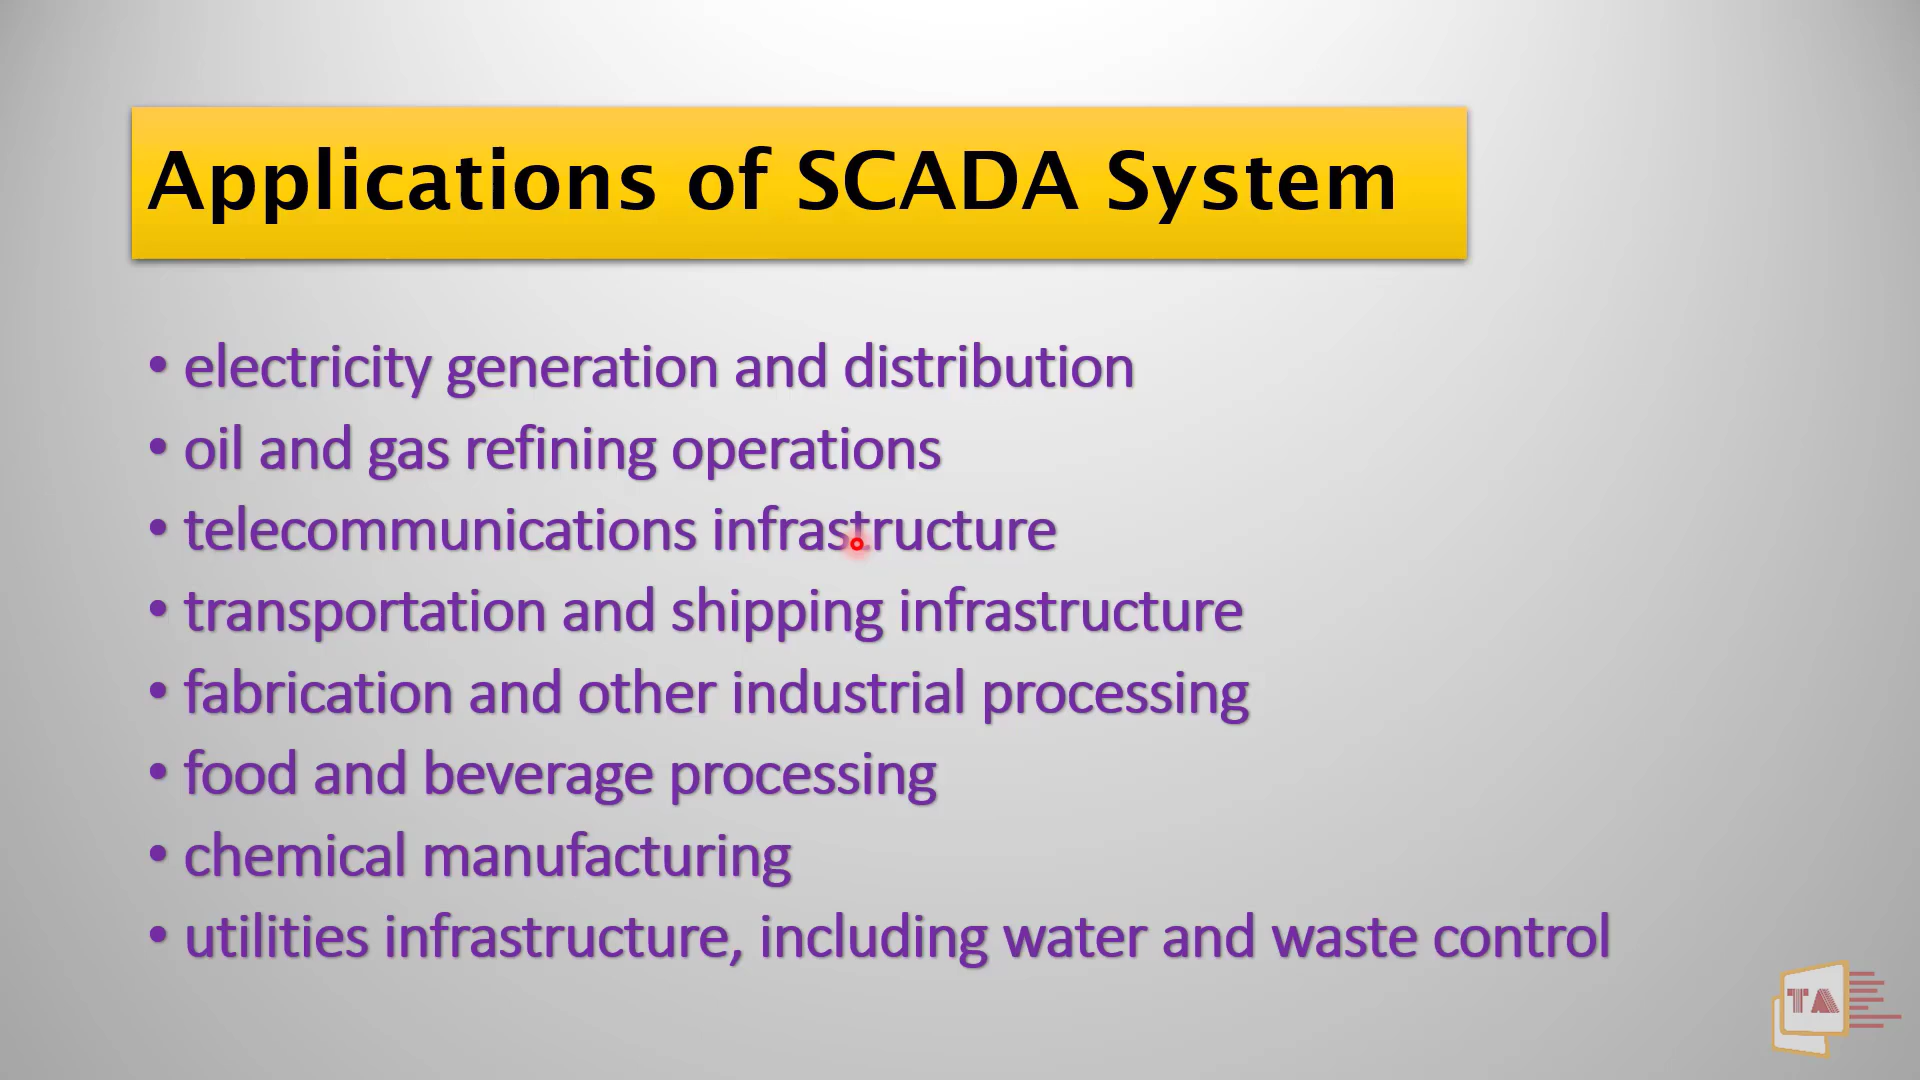 Applications of SCADA System
• electricity generation and distribution
• oil and gas refining operations
• telecommunications infrastructure
• transportation and shipping infrastructure
• fabrication and other industrial processing
• food and beverage processing
• chemical manufacturing
• utilities infrastructure, including water and waste control
TA